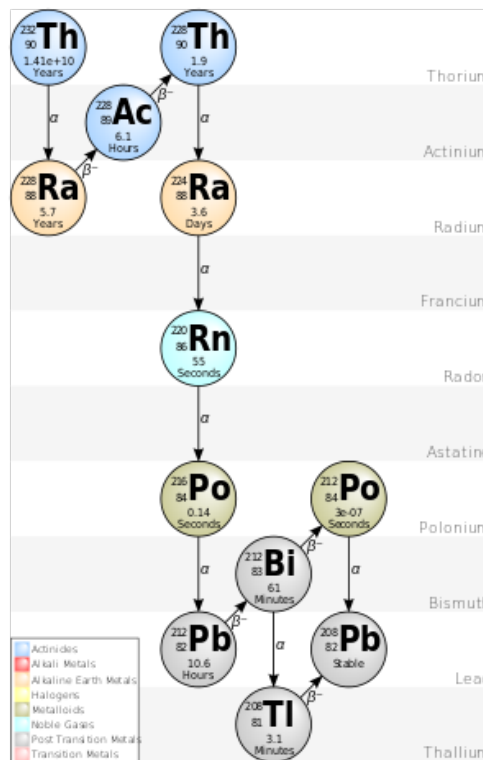 232
90
Th
1.41e+10
Years
228
90
Th
1.9
Years
Thorium
α
β⁻
α
228
89
Ac
6.1
Hours
Actinium
β⁻
228
88
Ra
5.7
Years
224
88
Ra
3.6
Days
Radium
α
Francium
220
86
Rn
55
Seconds
Rado
α
Astatin
216
84
Po
0.14
Seconds
212
84
Po
3e-07
Seconds
Polonium
α
β⁻
α
212
83
Bi
61
Minutes
Bismut
β⁻
212
82
Pb
10.6
Hours
α
208
82
Pb
Stable
Lea
β⁻
208
81
Tl
3.1
Minutes
Thallium
Actinides
Alkali Metals
Alkaline Earth Metals
Halogens
Metalloids
Noble Gases
Post Transition Metals
Transition Metals